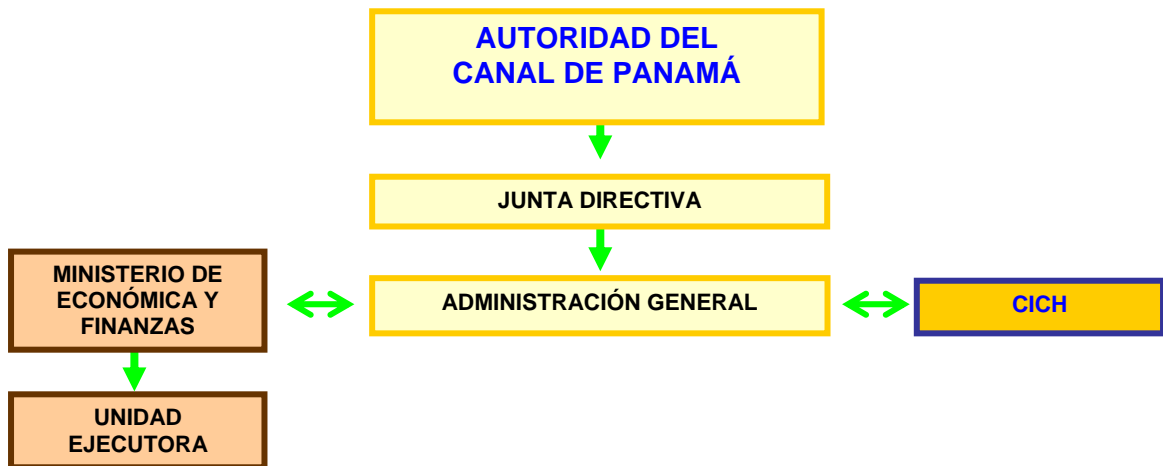 AUTORIDAD DEL
CANAL DE PANAMÁ
JUNTA DIRECTIVA
MINISTERIO DE
ECONÓMICA Y
FINANZAS
ADMINISTRACIÓN GENERAL
CICH
UNIDAD
EJECUTORA